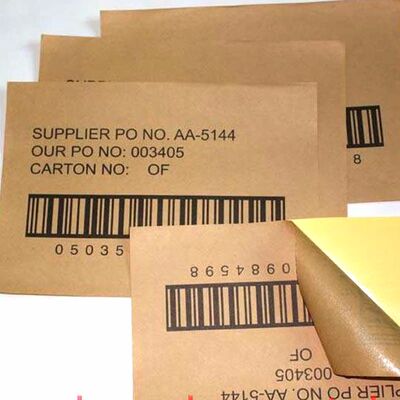 SUPPLIER PO NO. AA-5144
OUR PO NO: 003405
CARTON NO: OF
05035
8
PLIER PO NO. AA-5144
003405
OF
0984598